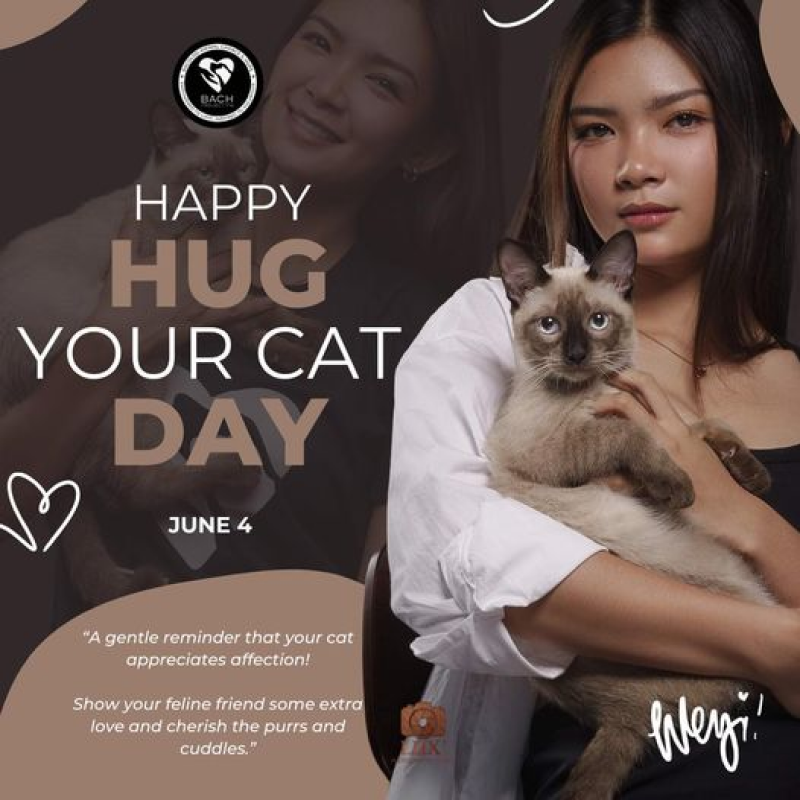 BACH
HAPPY
HUG
YOUR CAT
DAY
JUNE 4
“A gentle reminder that your cat
appreciates affection!
Show your feline friend some extra
love and cherish the purrs and
cuddles.”
Weyi!